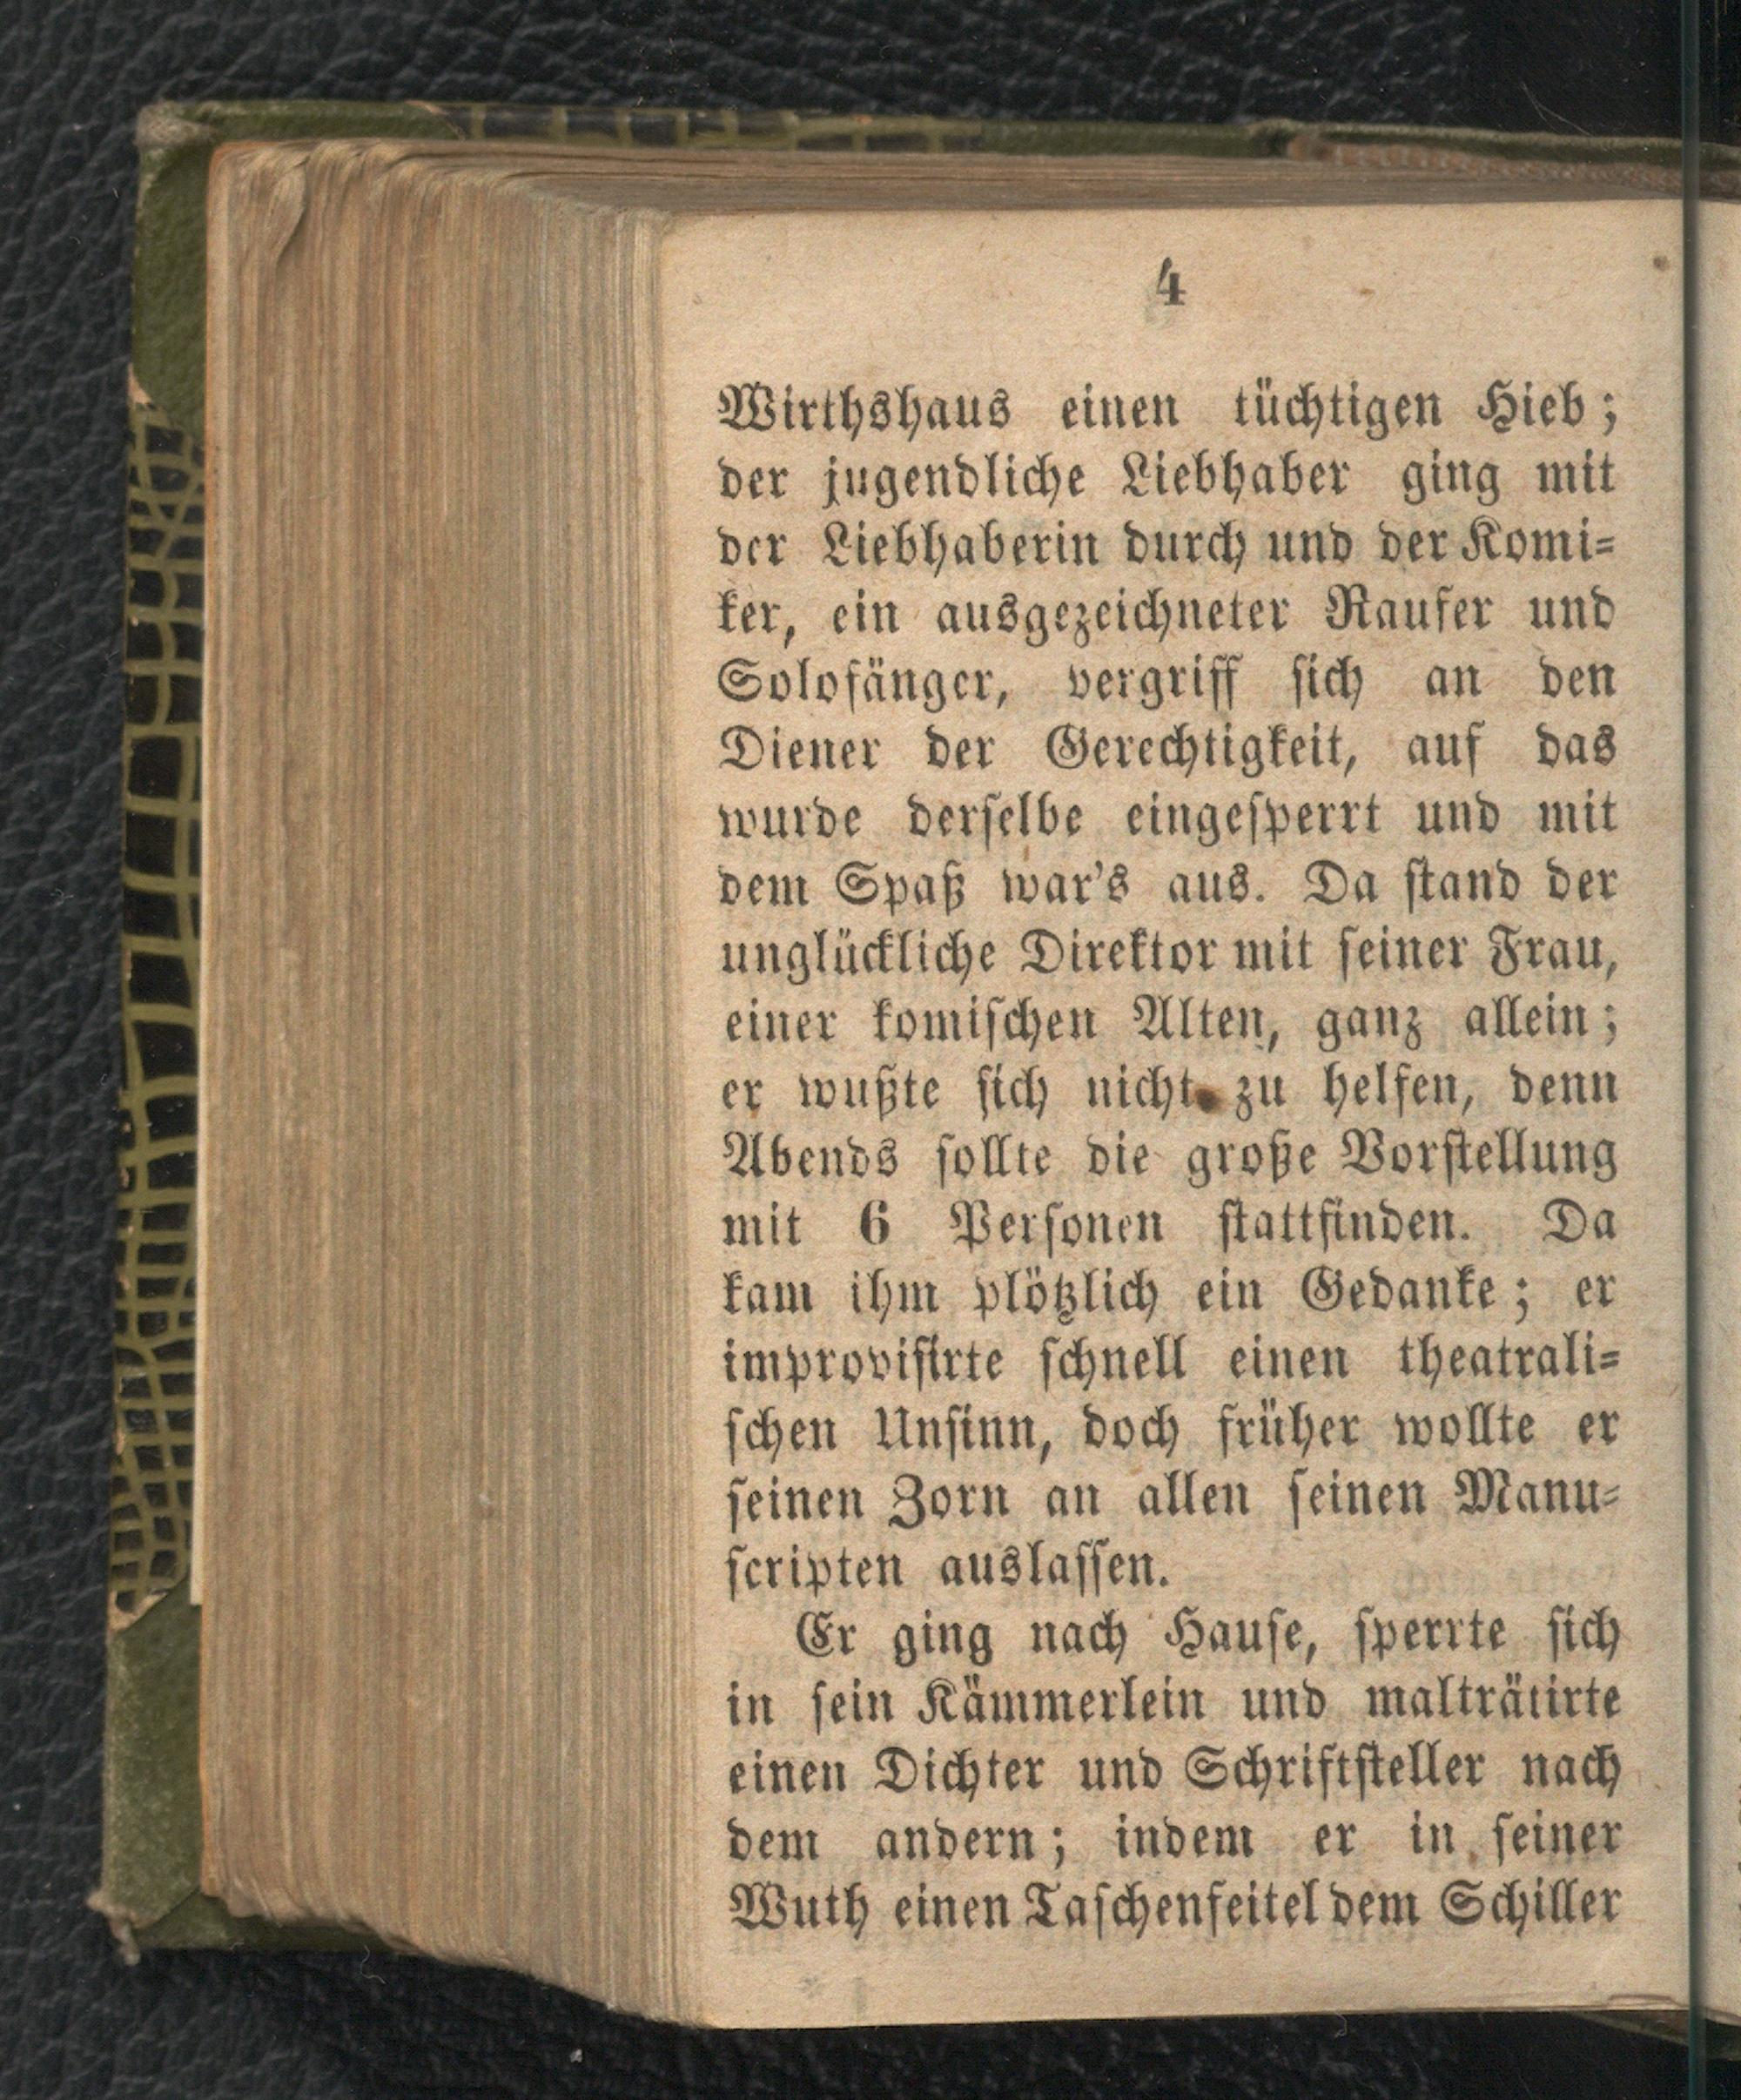 4
Wirthshaus einen tüchtigen Hieb;
der jugendliche Liebhaber ging mit
der Liebhaberin durch und der Komi⸗
ker, ein ausgezeichneter Raufer und
Solofänger, vergriff ſich an den
Diener der Gerechtigkeit, auf das
wurde derſelbe eingeſperrt und mit
dem Spaß war's aus. Da ſtand der
unglückliche Direktor mit ſeiner Frau,
einer komiſchen Alten, ganz allein;
er wußte ſich nicht zu helfen, denn
Abends ſollte die große Vorſtellung
mit 6 Perſonen ſtattfinden. Da
kam ihm plötzlich ein Gedanke; er
improviſirte ſchnell einen theatrali⸗
ſchen Unſinn, doch früher wollte er
ſeinen Zorn an allen ſeinen Manu⸗
ſcripten auslaſſen.
Er ging nach Hauſe, ſperrte ſich
in ſein Kämmerlein und malträtirte
einen Dichter und Schriftſteller nach
dem andern; indem er in ſeiner
Wuth einen Taſchenfeitel dem Schiller